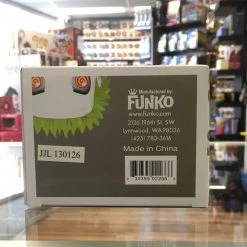 Manufactured by:
FUNKO
www.funko.com
2126 196th St. SW
Lynnwood, WA 98036
(425) 783-3616
Made in China
JJL 130126